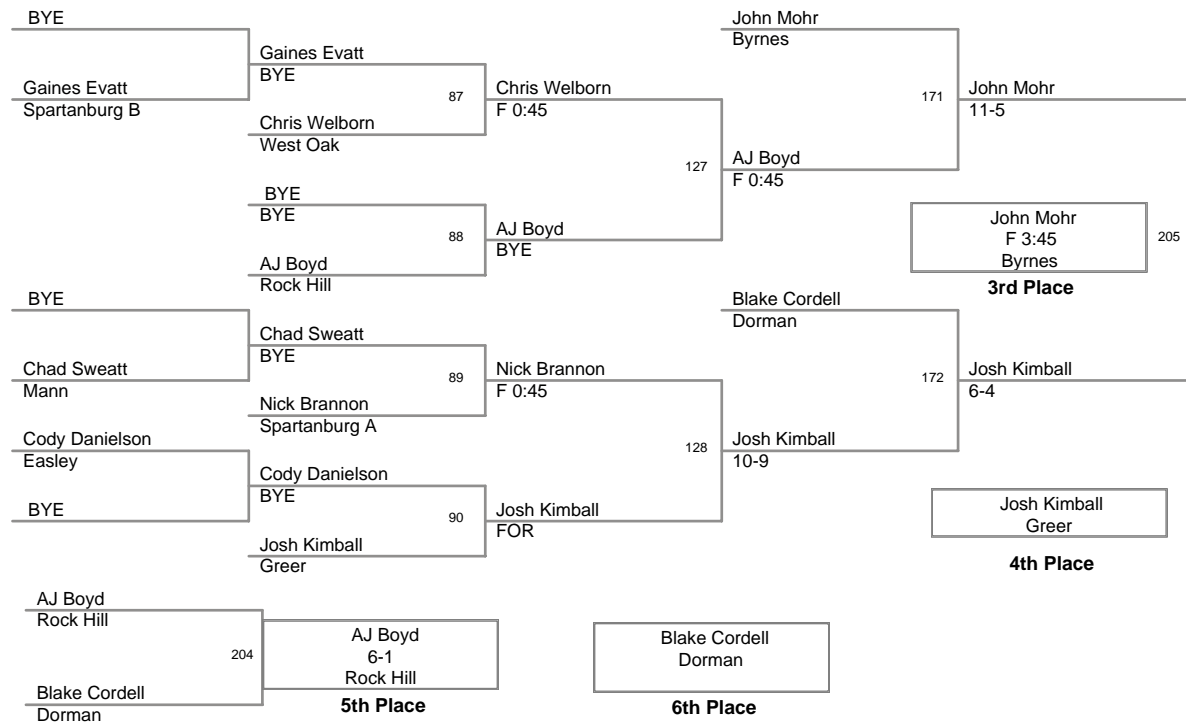 BYE
Gaines Evatt
Spartanburg B
Gaines Evatt
BYE
87
Chris Welborn
West Oak
Chris Welborn
F 0:45
BYE
BYE
88
AJ Boyd
Rock Hill
AJ Boyd
BYE
127
AJ Boyd
F 0:45
John Mohr
Byrnes
171
John Mohr
11-5
John Mohr
F 3:45
Byrnes
205
3rd Place
BYE
Chad Sweatt
Mann
Chad Sweatt
BYE
89
Nick Brannon
Spartanburg A
Nick Brannon
F 0:45
Cody Danielson
Easley
BYE
Cody Danielson
BYE
90
Josh Kimball
Greer
Josh Kimball
FOR
128
Josh Kimball
10-9
Blake Cordell
Dorman
172
Josh Kimball
6-4
Josh Kimball
Greer
4th Place
AJ Boyd
Rock Hill
204
Blake Cordell
Dorman
AJ Boyd
6-1
Rock Hill
5th Place
Blake Cordell
Dorman
6th Place